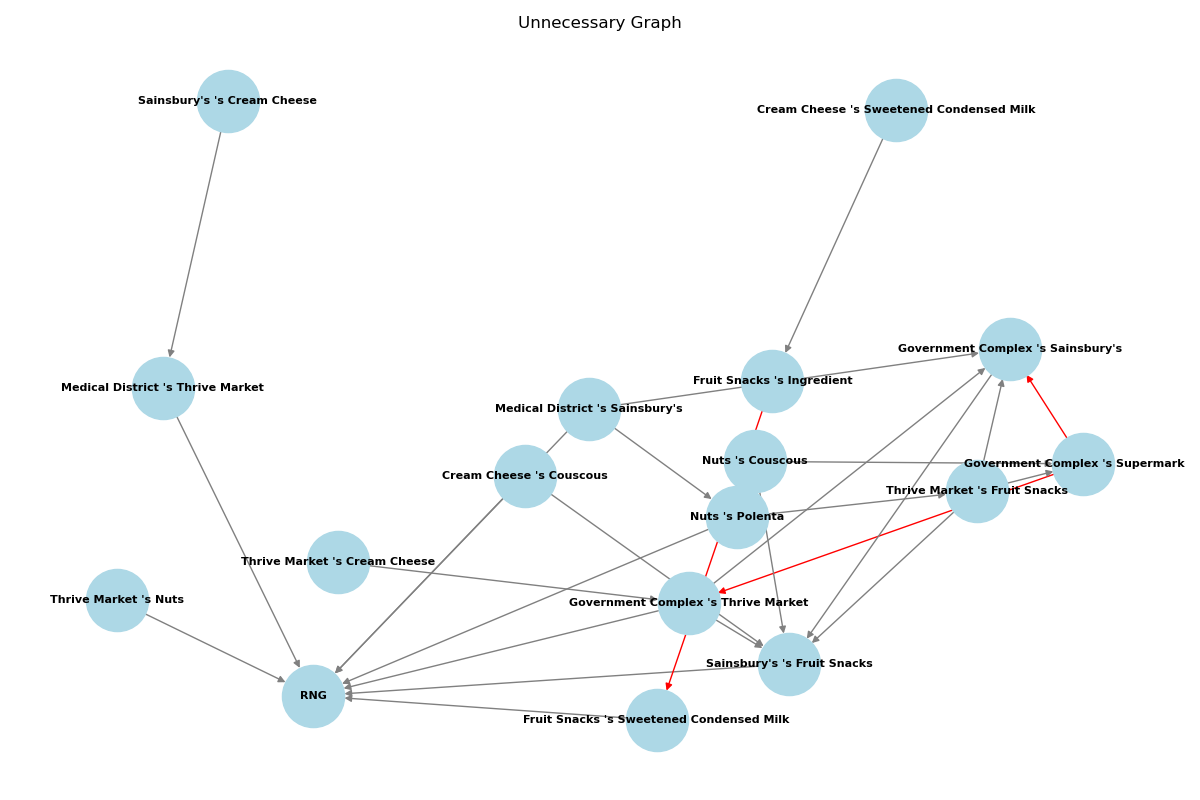 Unnecessary Graph
Sainsbury's 's Cream Cheese
Cream Cheese 's Sweetened Condensed Milk
Government Complex 's Sainsbury's
Fruit Snacks 's Ingredient
Medical District 's Thrive Market
Medical District 's Sainsbury's
Nuts 's Couscous
Government Complex 's Supermark
Cream Cheese 's Couscous
Thrive Market 's Fruit Snacks
Nuts 's Polenta
Thrive Market 's Cream Cheese
Thrive Market 's Nuts
Government Complex 's Thrive Market
Sainsbury's 's Fruit Snacks
RNG
Fruit Snacks 's Sweetened Condensed Milk